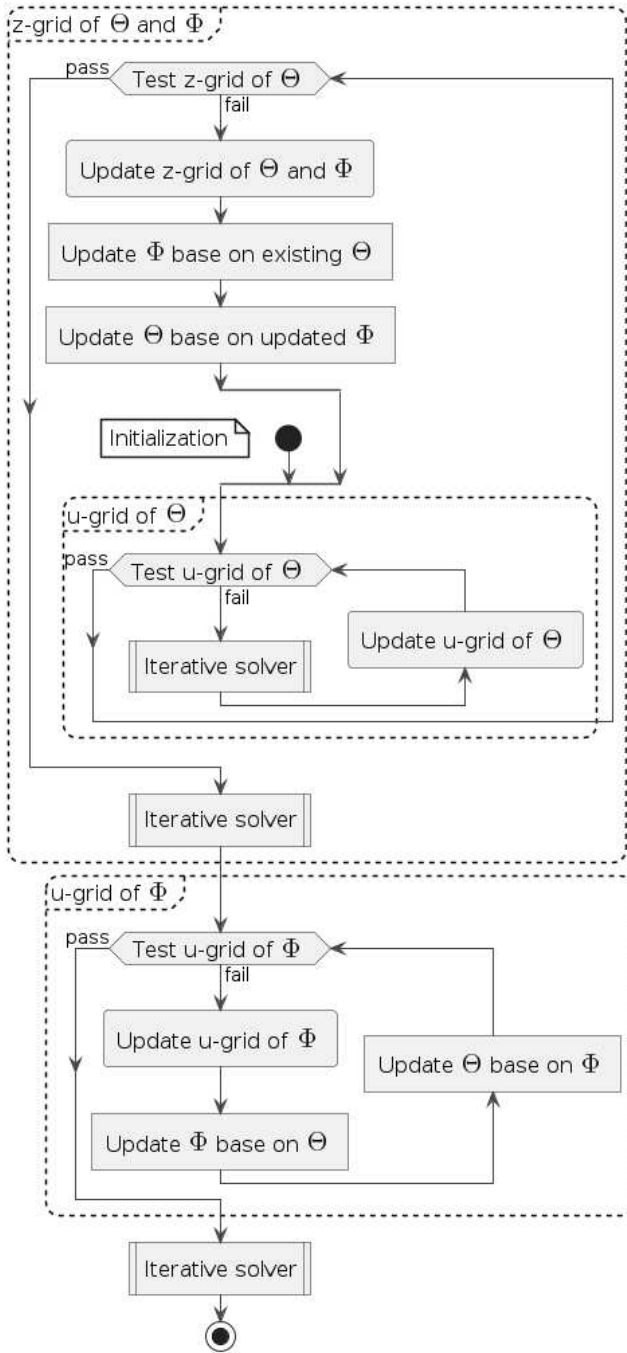 z-grid of Θ and Φ
pass
Test z-grid of Θ
fail
Update z-grid of Θ and Φ
Update Φ base on existing Θ
Update Θ base on updated Φ
Initialization
u-grid of Θ
pass
Test u-grid of Θ
fail
Update u-grid of Θ
Iterative solver
Iterative solver
u-grid of Φ
pass
Test u-grid of Φ
fail
Update u-grid of Φ
Update Θ base on Φ
Update Φ base on Θ
Iterative solver